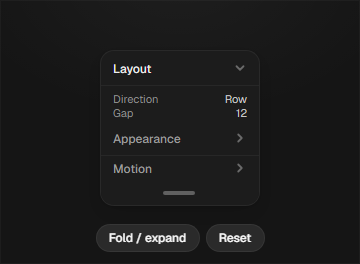 Layout
Direction Row
Gap 12
Appearance
Motion
Fold / expand Reset